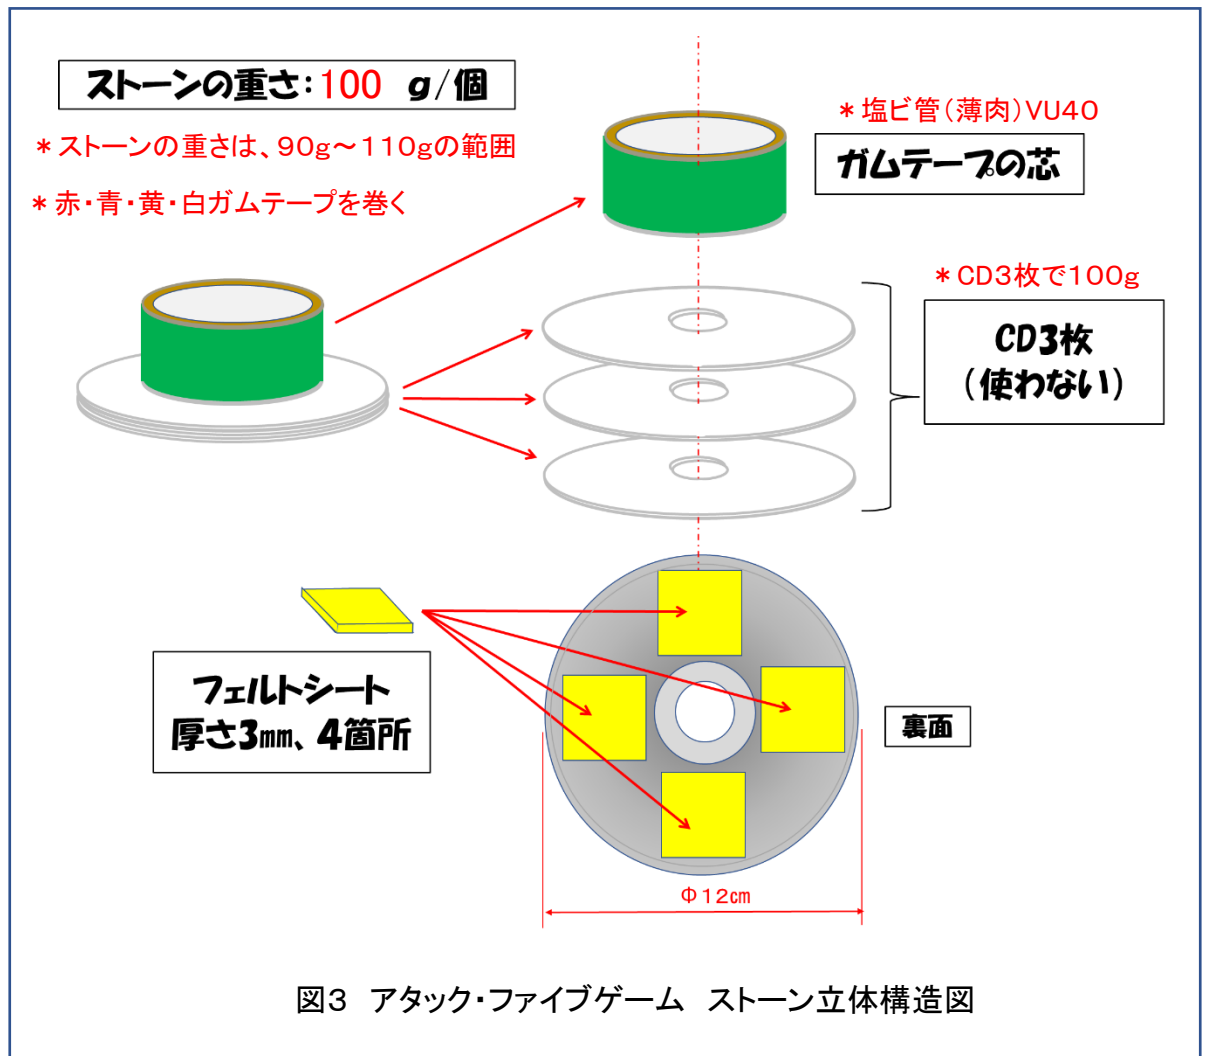 ストーンの重さ:100 g/個
*ストーンの重さは、90g～110gの範囲
*赤・青・黄・白ガムテープを巻く
*塩ビ管(薄肉)VU40
ガムテープの芯
*CD3枚で100g
CD3枚
(使わない)
フェルトシート
厚さ3㎜、4箇所
裏面
Φ12㎝
図3 アタック・ファイブゲーム ストーン立体構造図